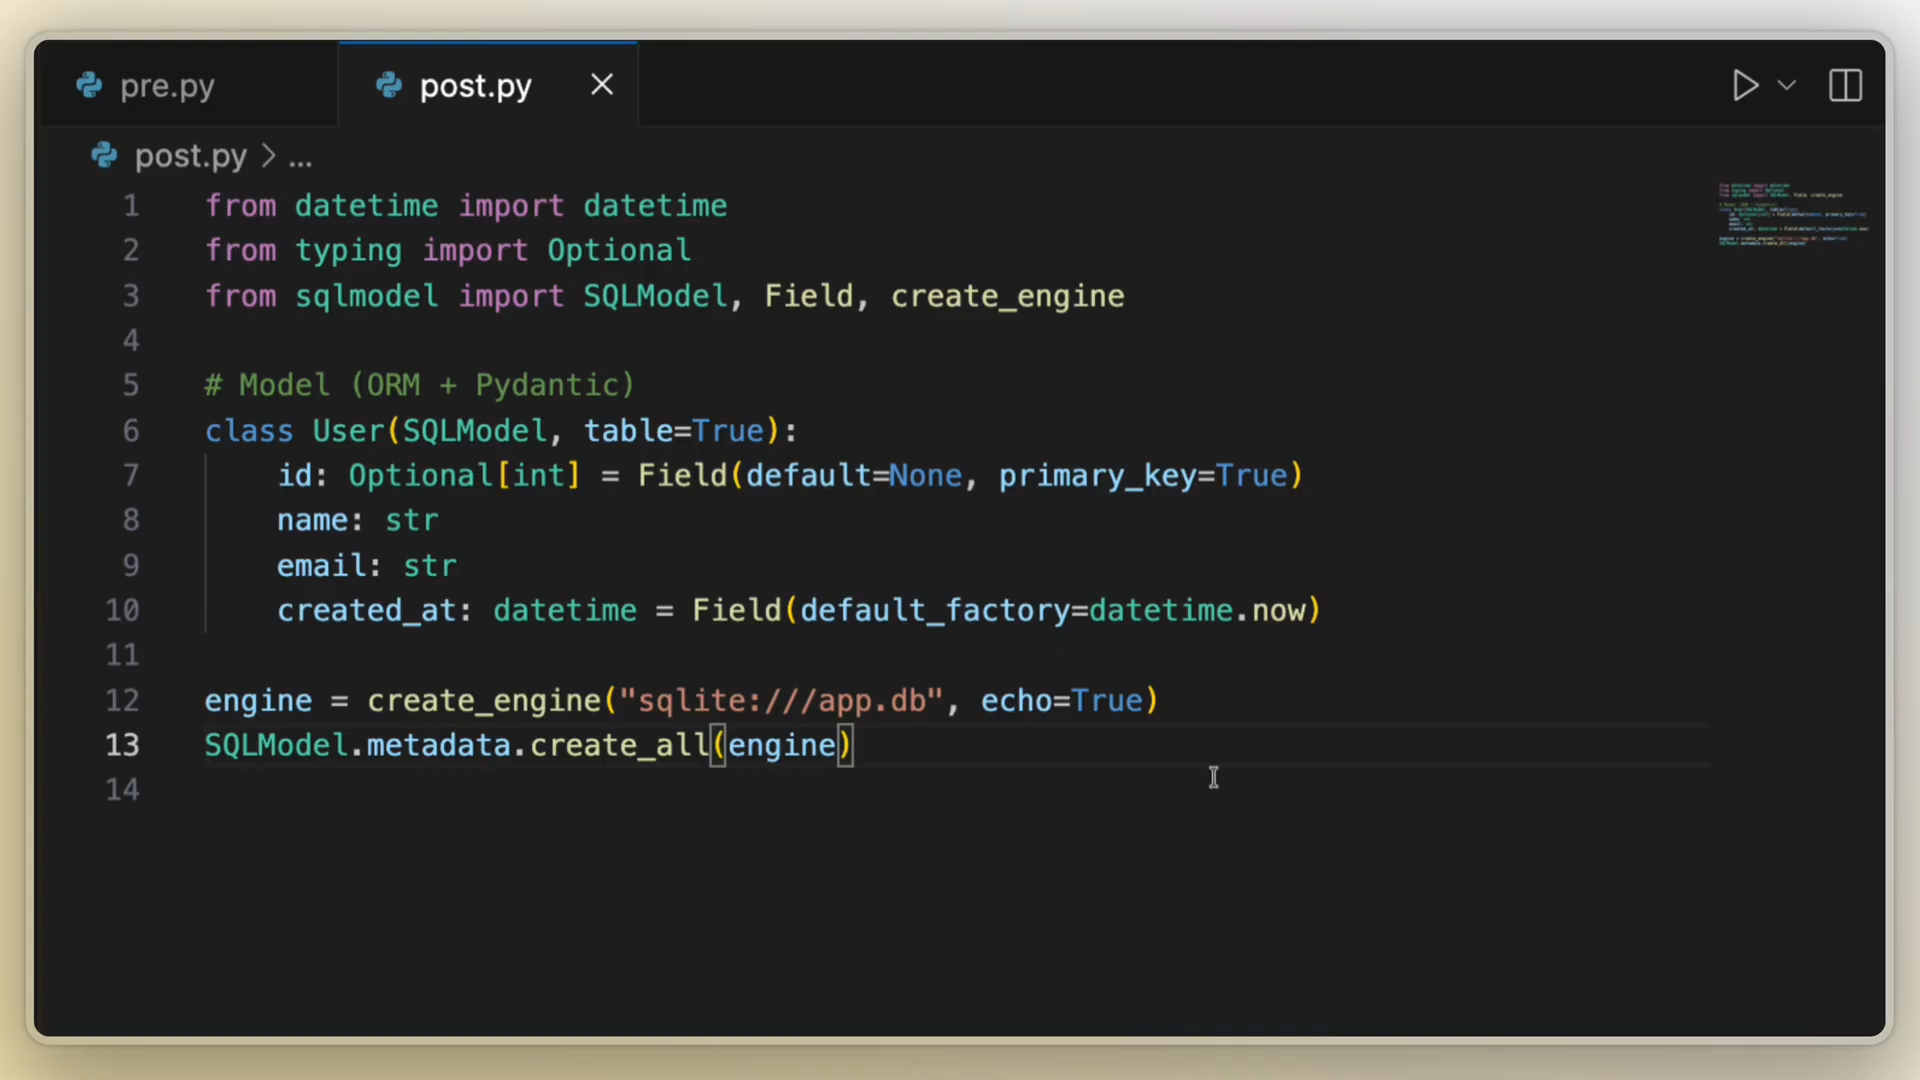 pre.py
post.py
post.py > ...
1 from datetime import datetime
2 from typing import Optional
3 from sqlmodel import SQLModel, Field, create_engine
4
5 # Model (ORM + Pydantic)
6 class User(SQLModel, table=True):
7     id: Optional[int] = Field(default=None, primary_key=True)
8     name: str
9     email: str
10     created_at: datetime = Field(default_factory=datetime.now)
11
12 engine = create_engine("sqlite:///app.db", echo=True)
13 SQLModel.metadata.create_all(engine)
14